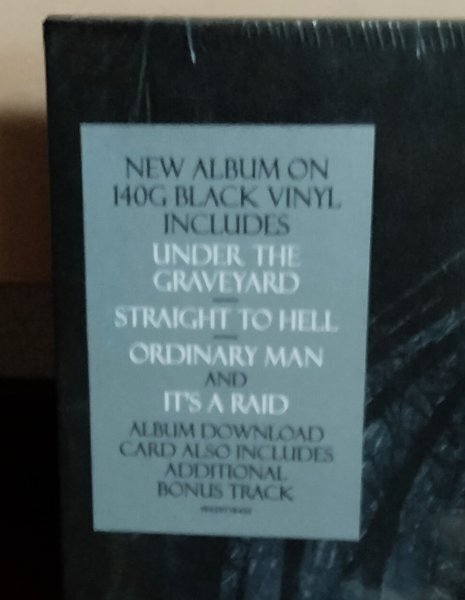 NEW ALBUM ON
140G BLACK VINYL
INCLUDES
UNDER THE
GRAVEYARD
STRAIGHT TO HELL
ORDINARY MAN
AND
IT'S A RAID
ALBUM DOWNLOAD
CARD ALSO INCLUDES
ADDITIONAL
BONUS TRACK